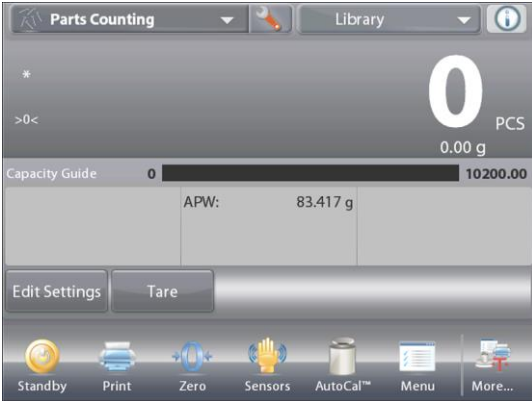 Parts Counting
Library
*
0
>0<
PCS
0.00 g
Capacity Guide 0 10200.00
APW: 83.417 g
Edit Settings Tare
Standby Print Zero Sensors AutoCal™ Menu More...